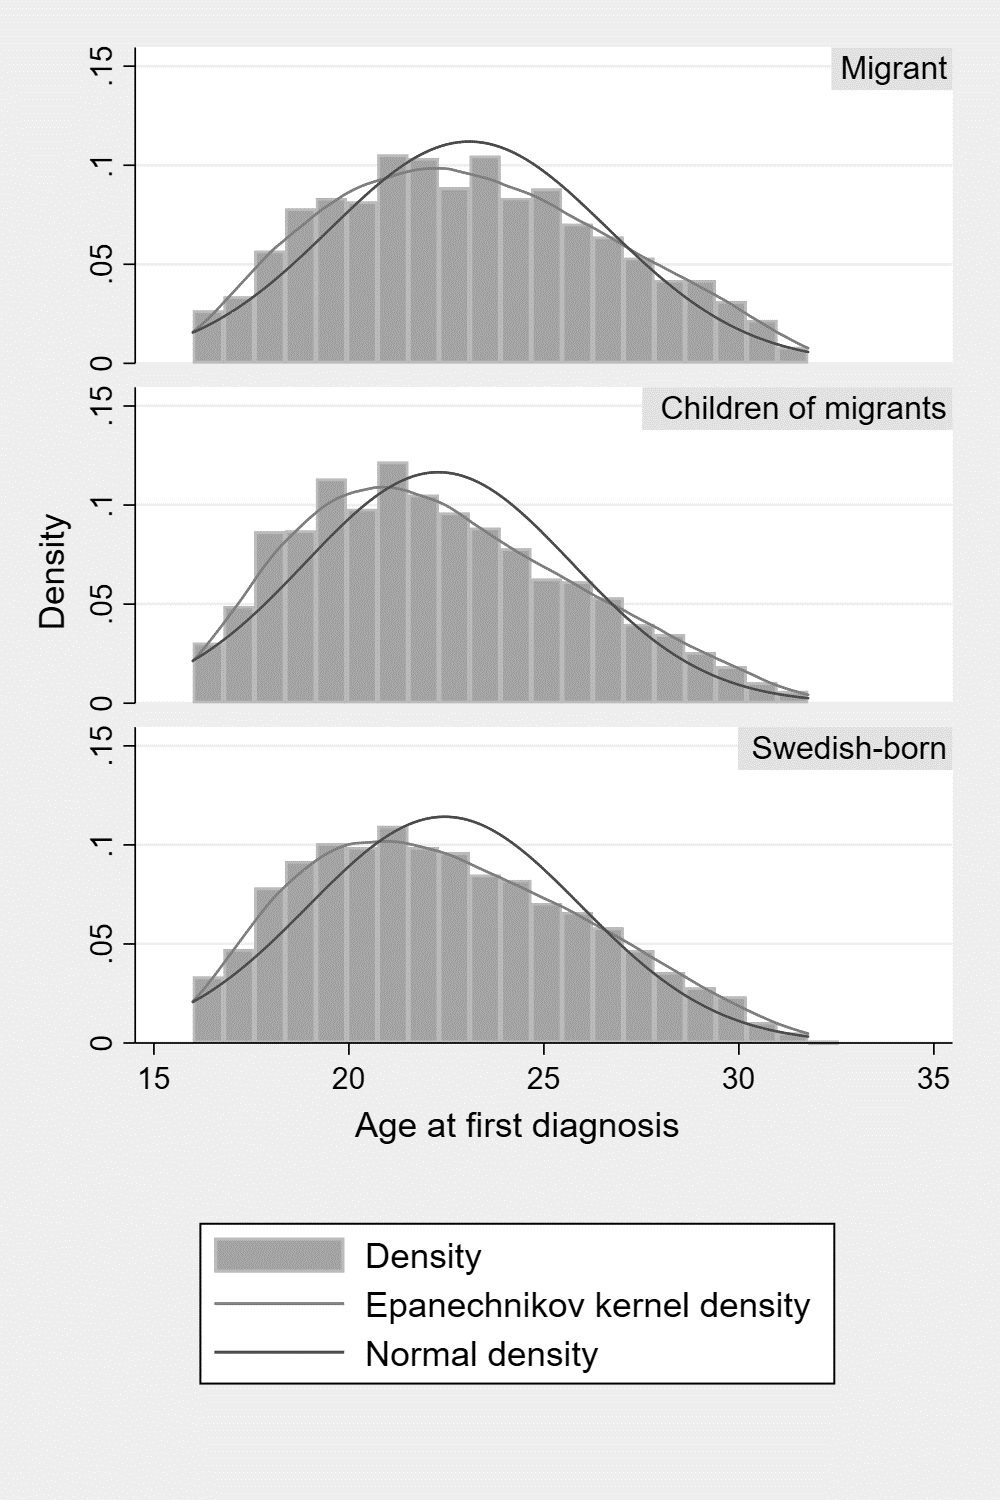 Migrant
.15
.1
.05
0
Children of migrants
.15
.1
.05
0
Swedish-born
.15
.1
.05
0
Density
15 20 25 30 35
Age at first diagnosis
Density
Epanechnikov kernel density
Normal density